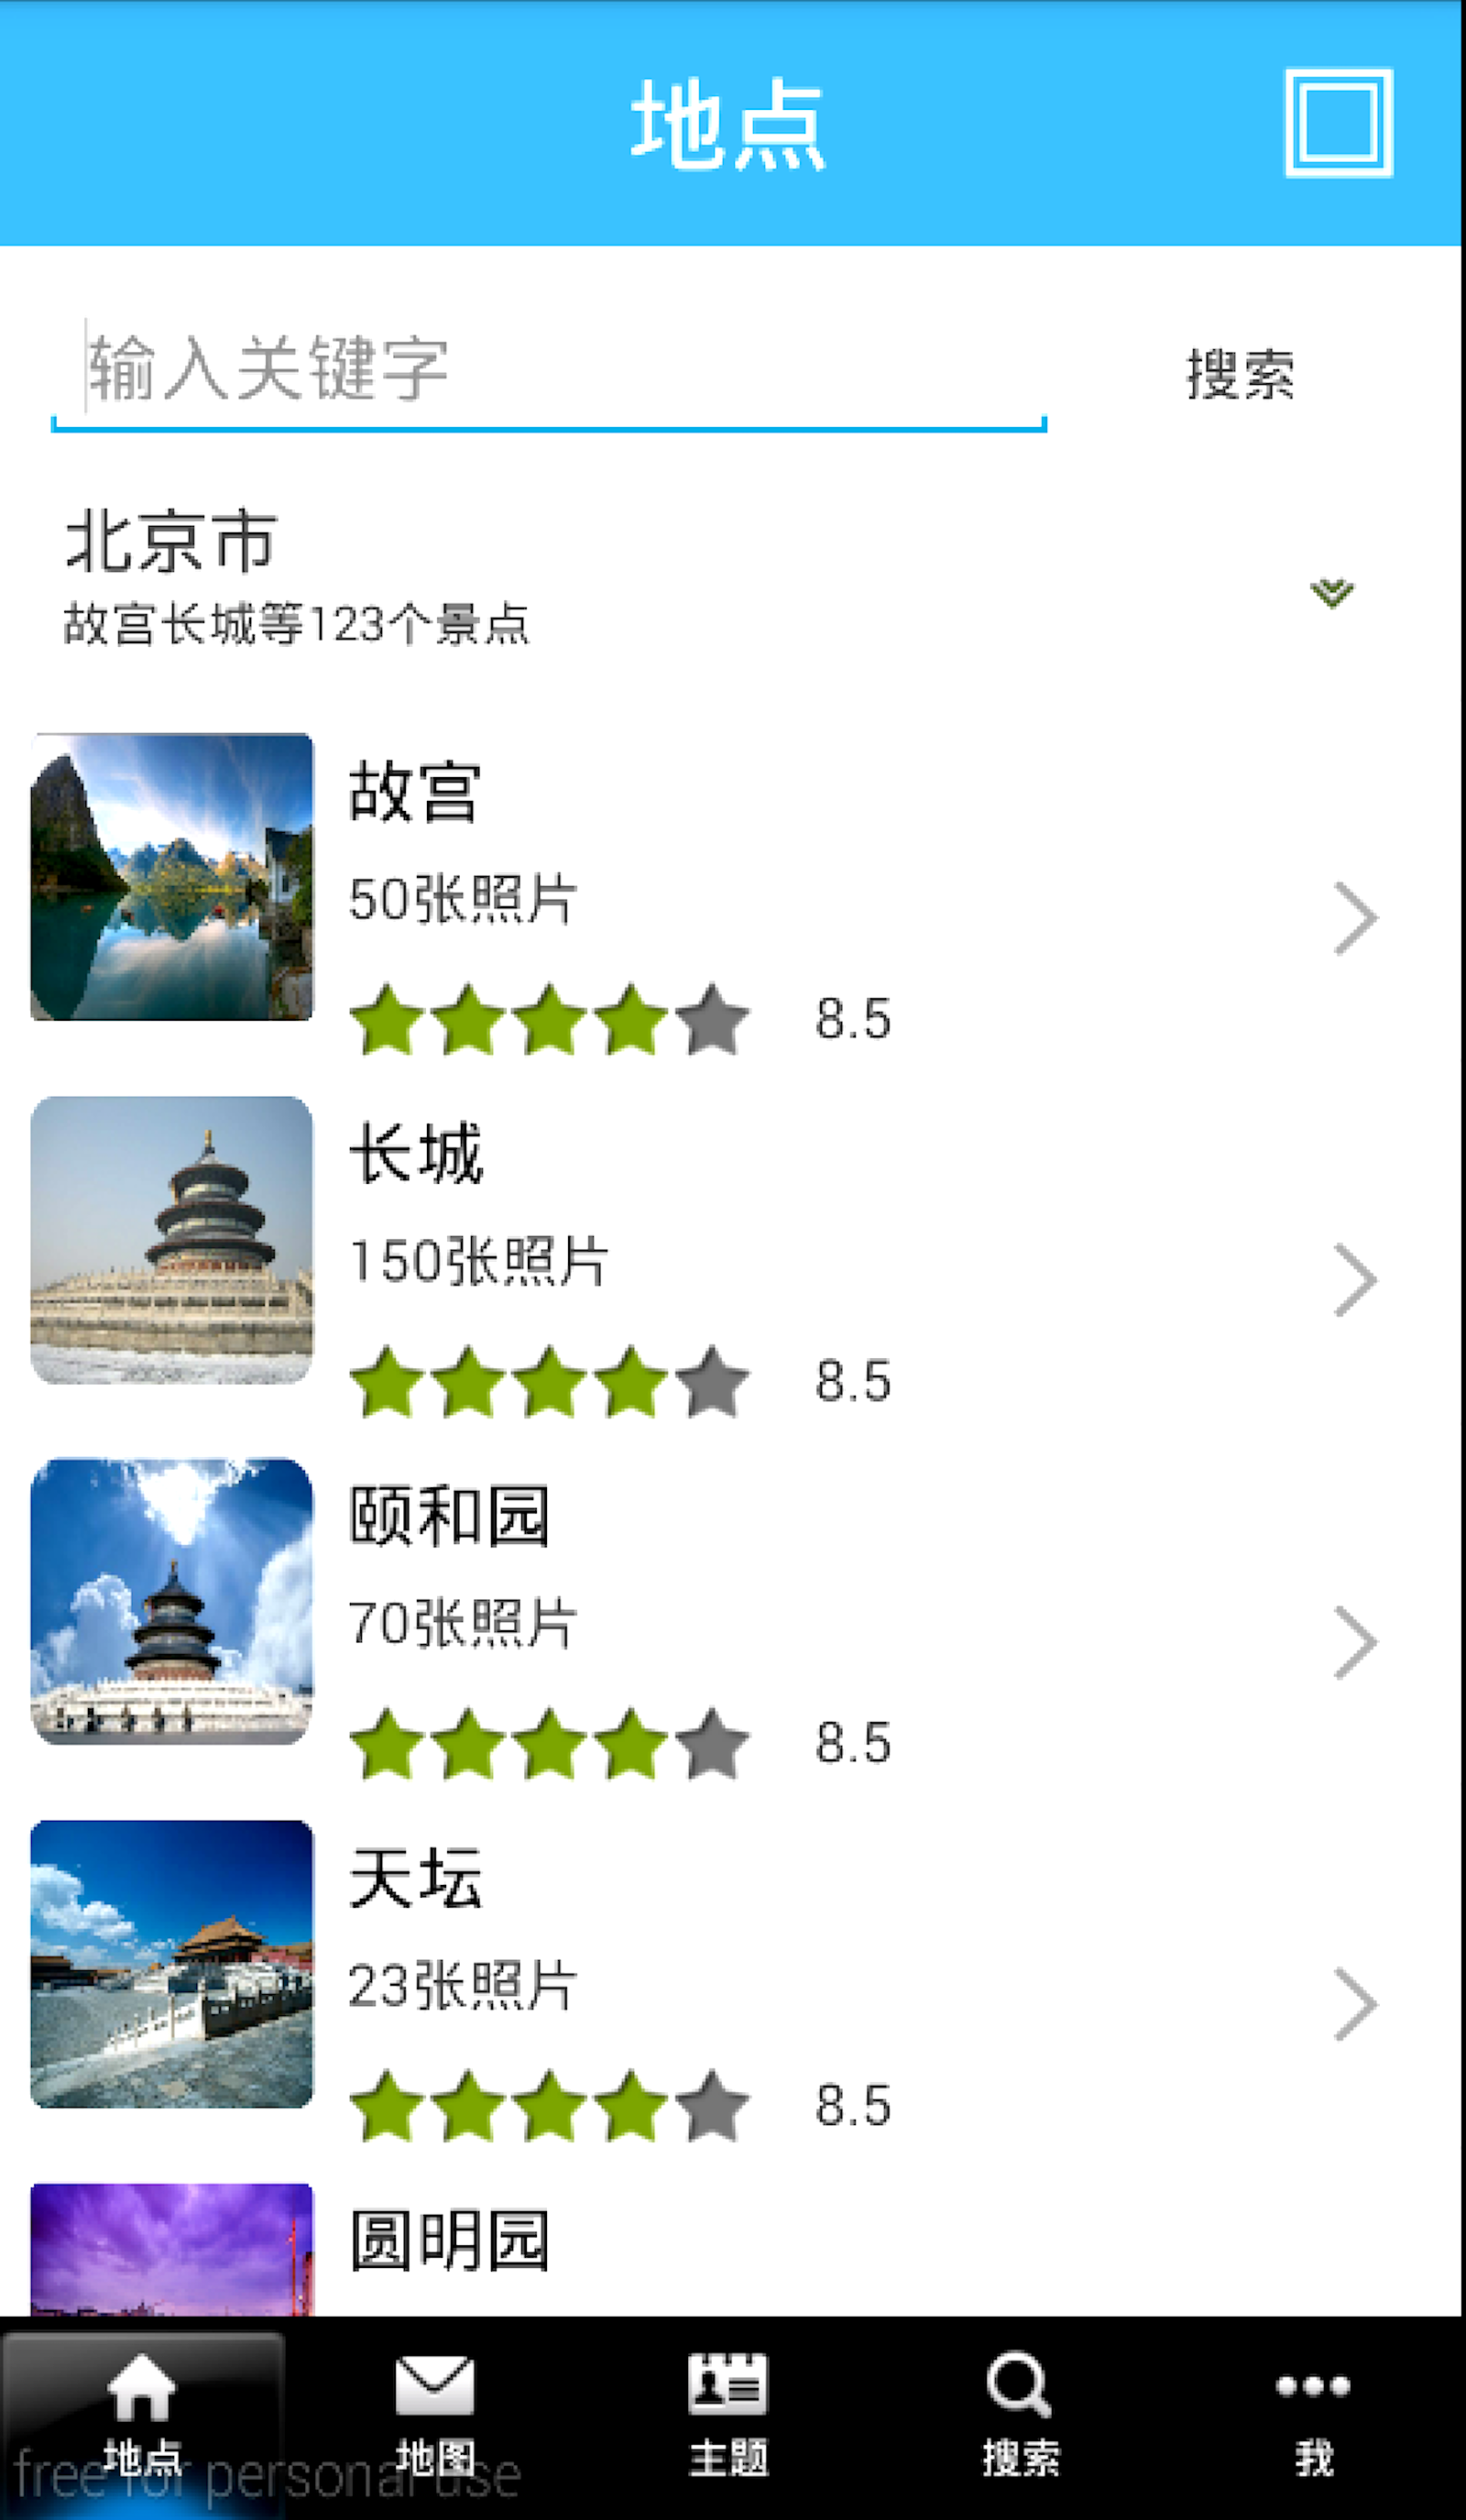 地点
输入关键字
搜索
北京市
故宫长城等123个景点
故宫
50张照片
8.5
长城
150张照片
8.5
颐和园
70张照片
8.5
天坛
23张照片
8.5
圆明园
地点
地图
主题
搜索
我
free for personal use